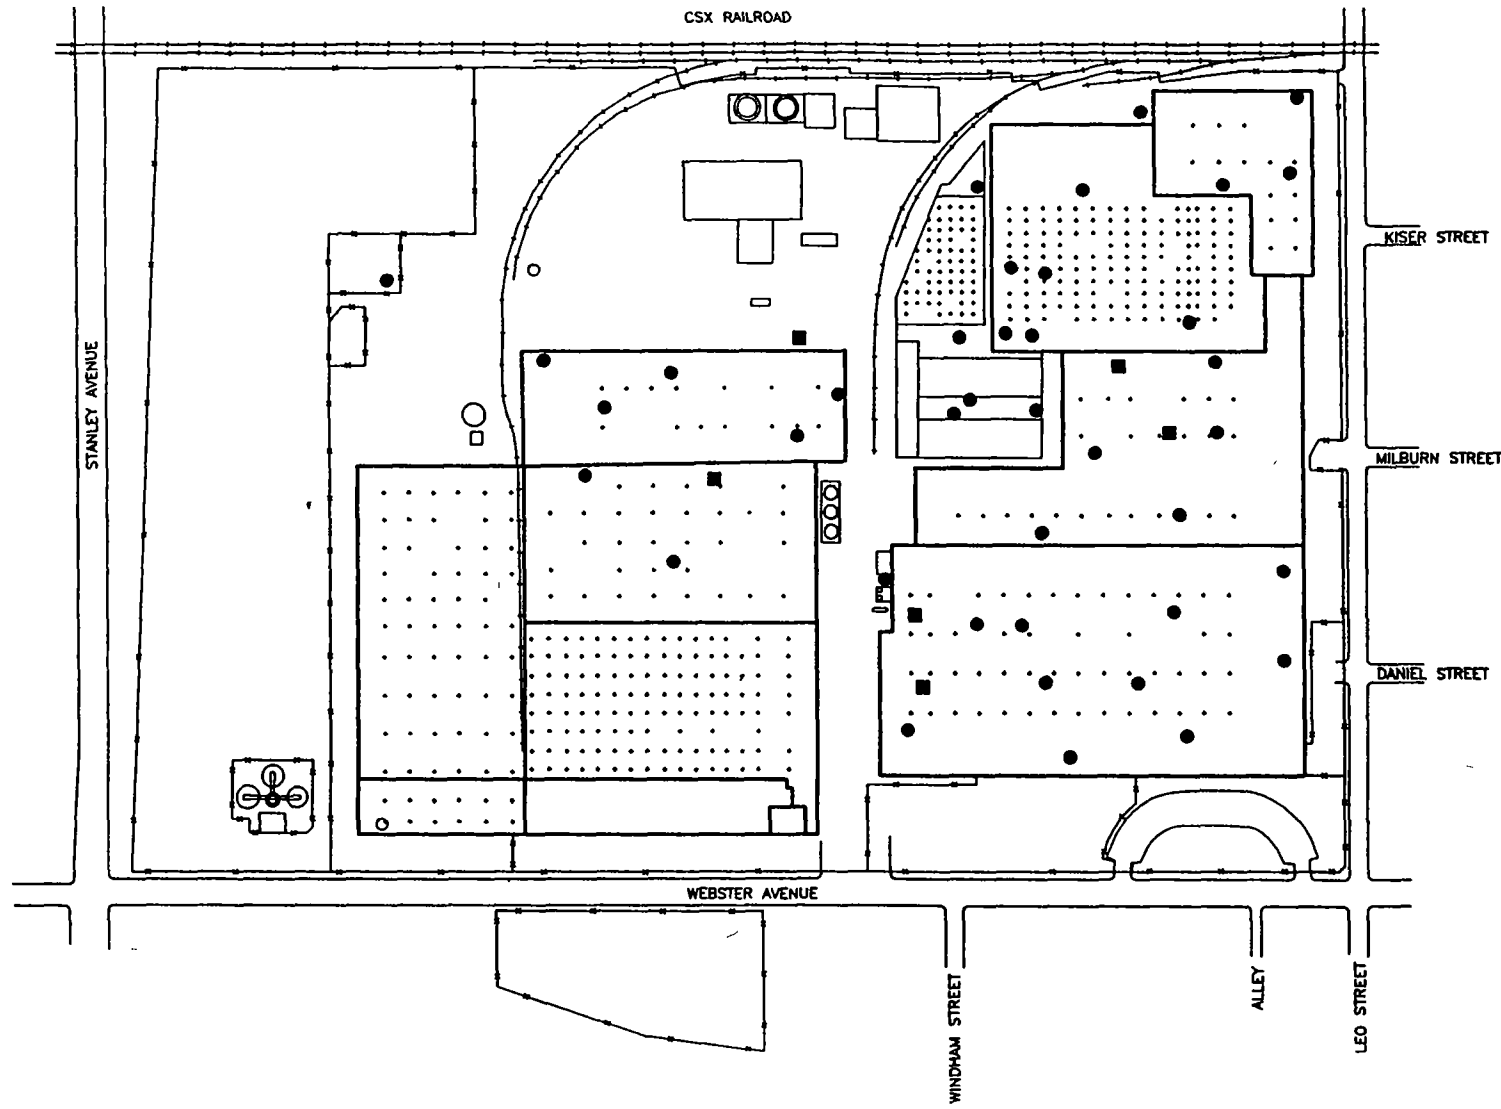 CSX RAILROAD
KISER STREET
STANLEY AVENUE
MILBURN STREET
DANIEL STREET
WEBSTER AVENUE
WINDHAM STREET
ALLEY
LEO STREET